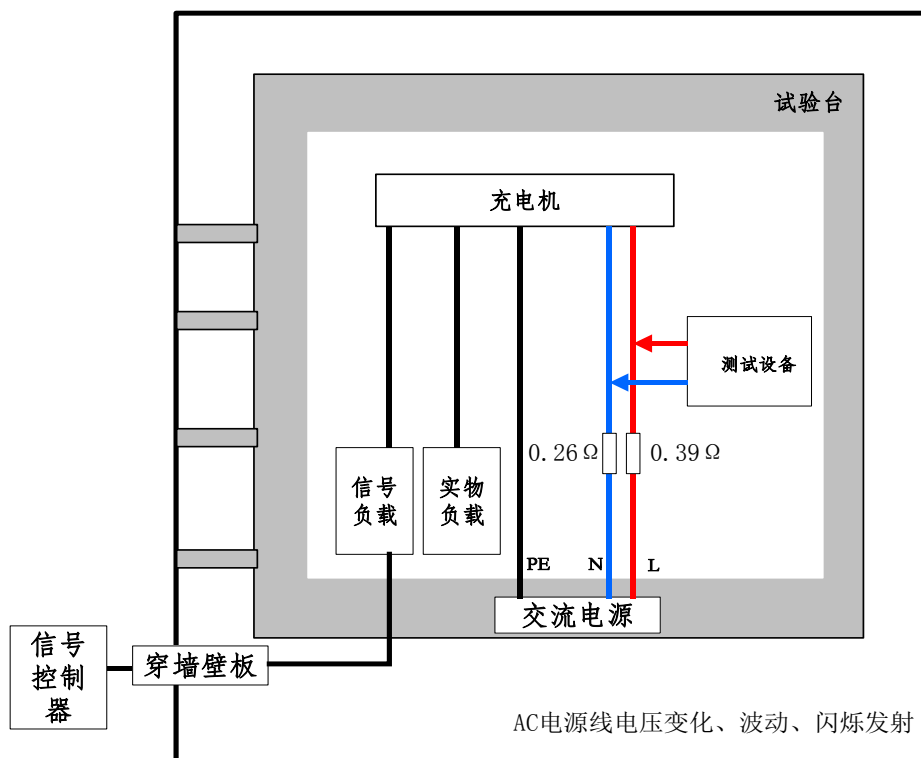 试验台
充电机
测试设备
0.26Ω
0.39Ω
信号
负载
实物
负载
PE
N
L
交流电源
信号
控制
器
穿墙壁板
AC电源线电压变化、波动、闪烁发射